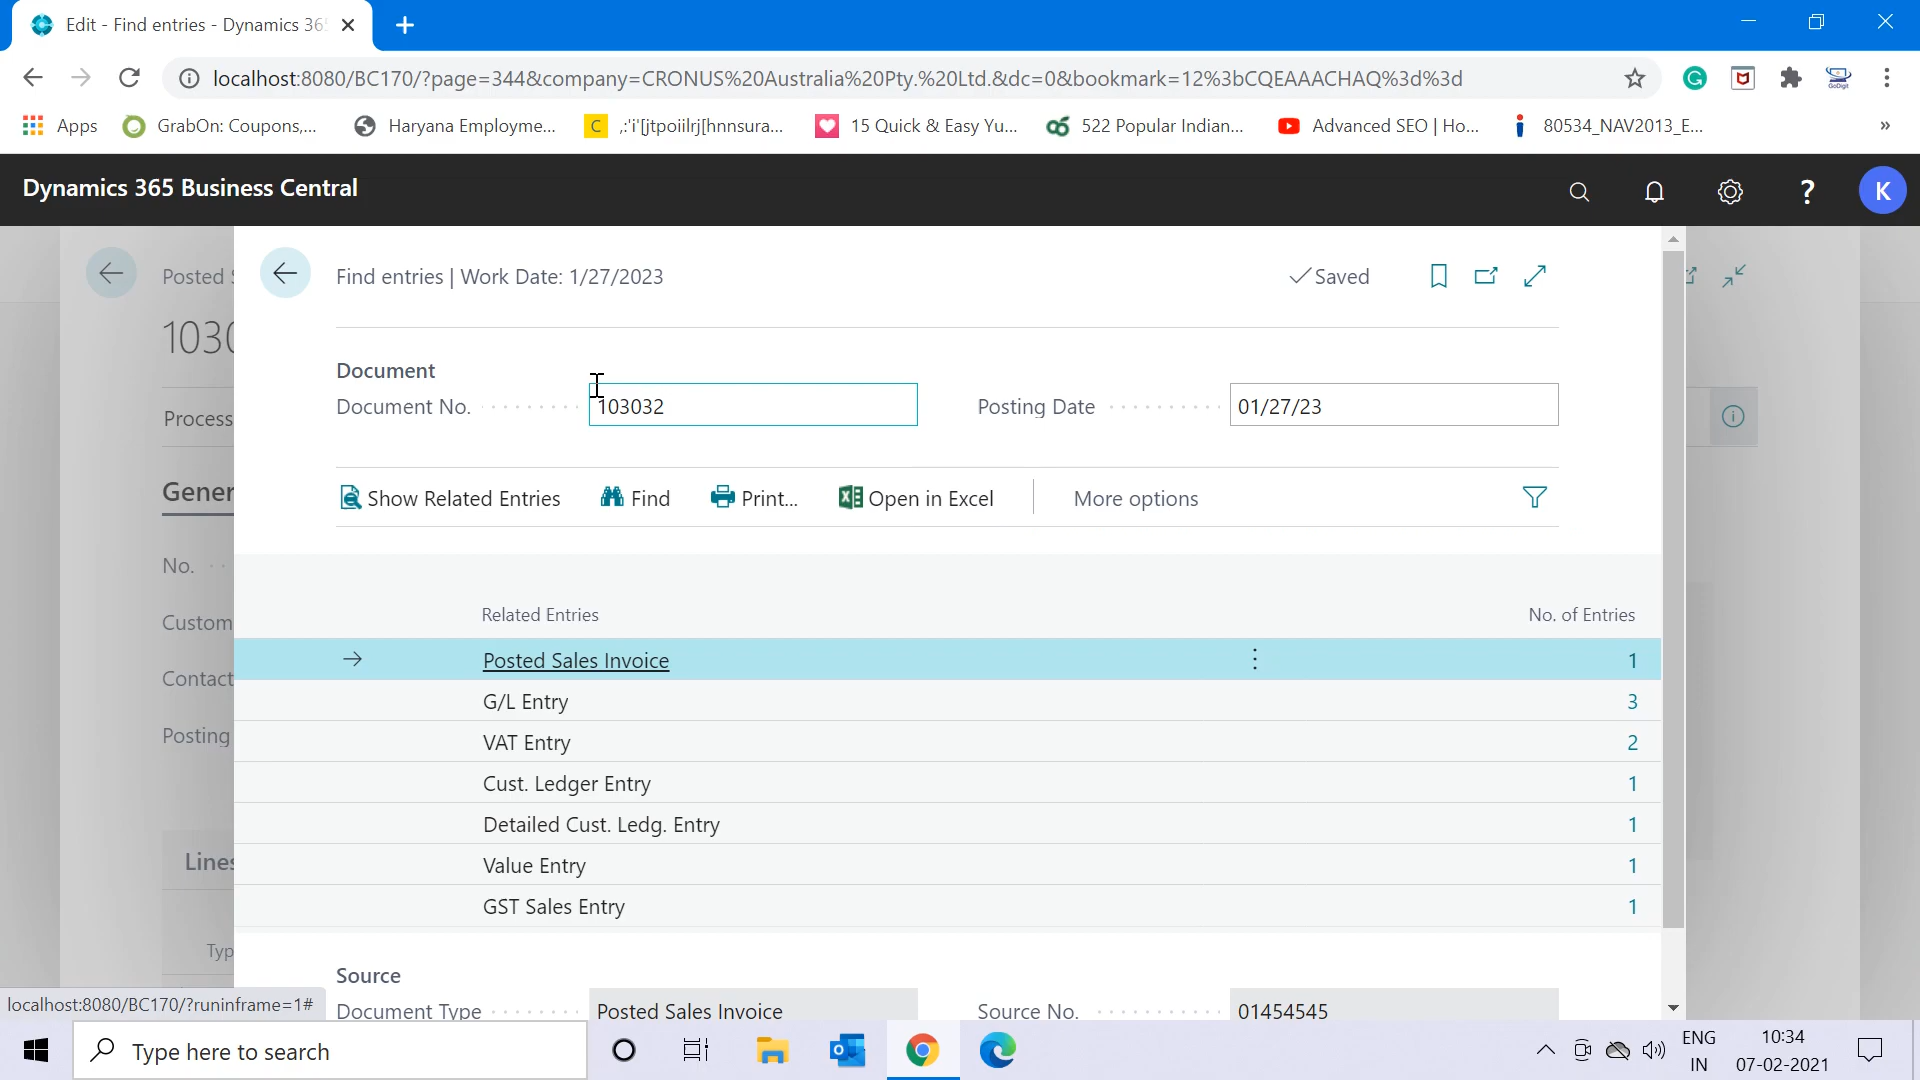 Edit - Find entries - Dynamics 365
localhost:8080/BC170/?page=344&company=CRONUS%20Australia%20Pty.%20Ltd.&dc=0&bookmark=12%3bCQEAAACHAQ%3d%3d
Apps GrabOn: Coupons,... Haryana Employme... C ,:'i'[jtpoiilrj[hnnsura... 15 Quick & Easy Yu... 522 Popular Indian... Advanced SEO | Ho... 80534_NAV2013_E... »
Dynamics 365 Business Central ? K
Posted S Find entries | Work Date: 1/27/2023 Saved
1030
Document
Document No. 103032 Posting Date 01/27/23
Process
Gener Show Related Entries Find Print... Open in Excel More options
No.
Related Entries No. of Entries
Custom
Posted Sales Invoice 1
Contact
G/L Entry 3
Posting
VAT Entry 2
Cust. Ledger Entry 1
Detailed Cust. Ledg. Entry 1
Lines
Value Entry 1
GST Sales Entry 1
Typ
Source
localhost:8080/BC170/?runinframe=1# Document Type Posted Sales Invoice Source No. 01454545
Type here to search ENG 10:34
IN 07-02-2021